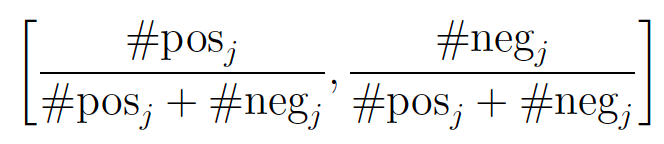 [ #pos_j / (#pos_j + #neg_j) , #neg_j / (#pos_j + #neg_j) ]